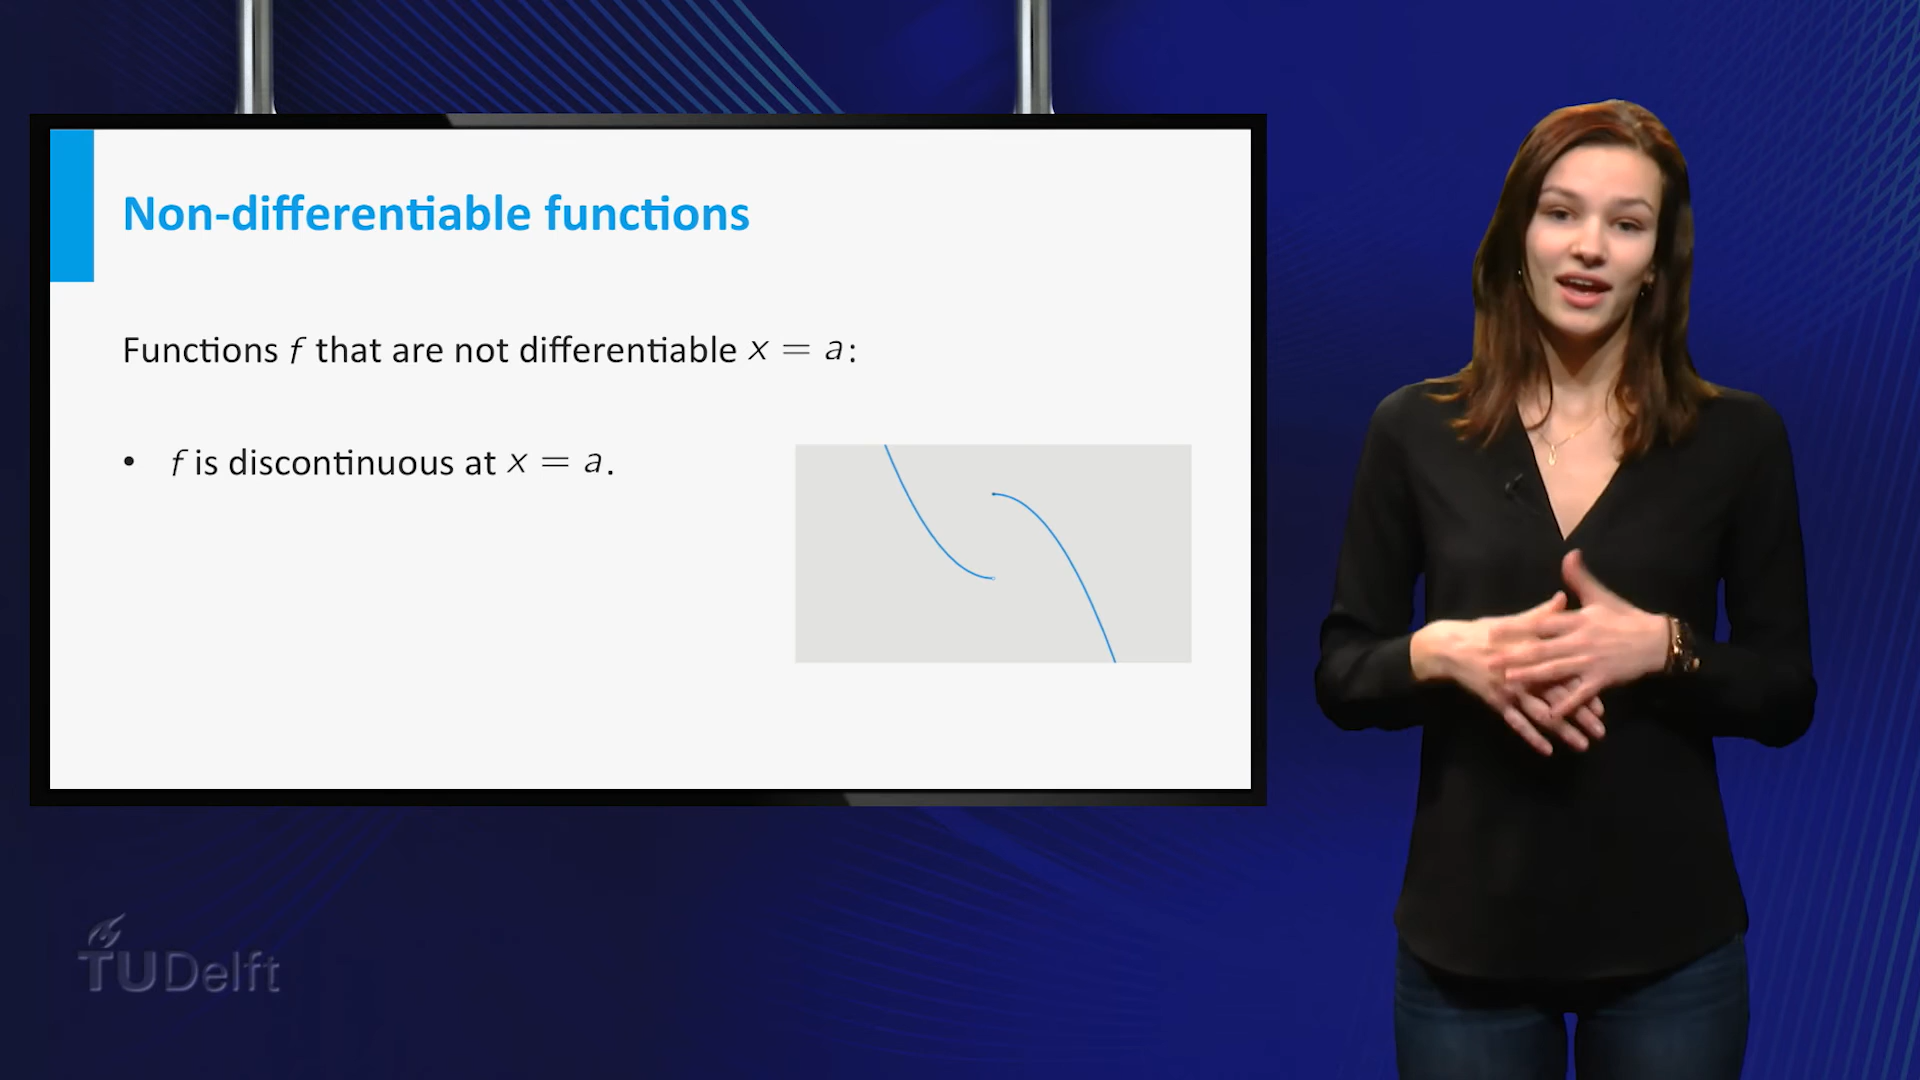 Non-differentiable functions
Functions f that are not differentiable x = a:
• f is discontinuous at x = a.
TUDelft